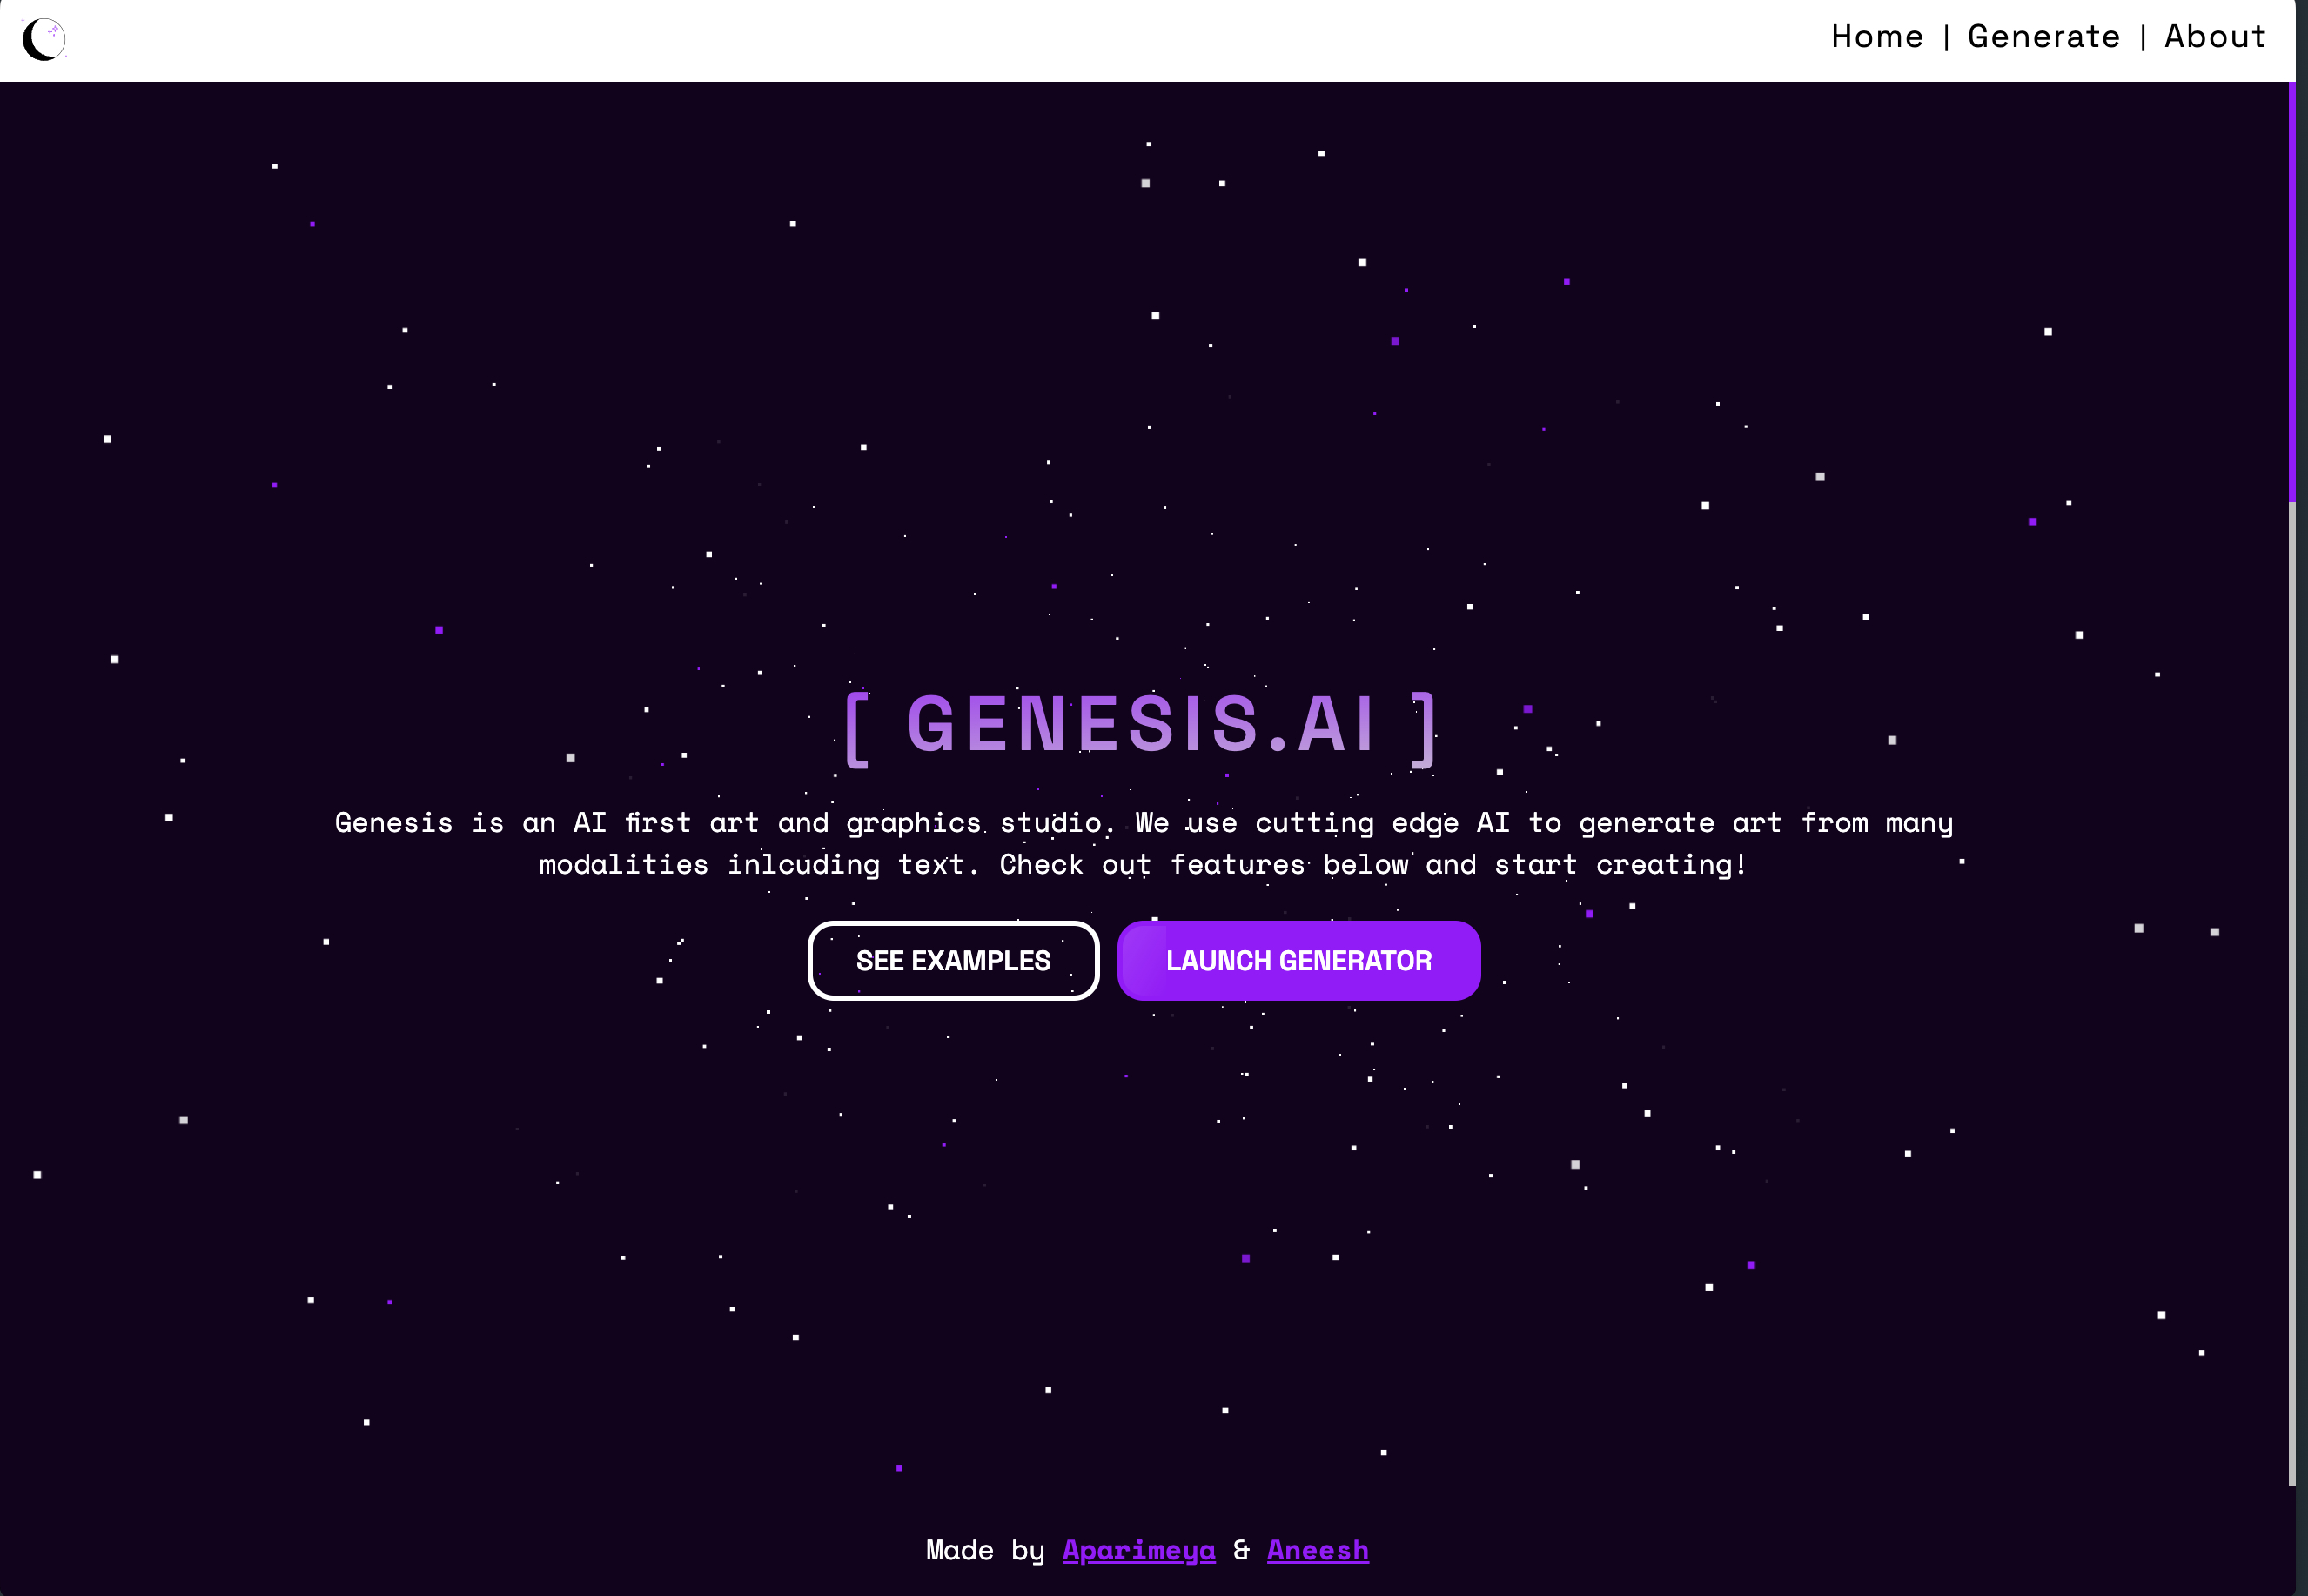 Home | Generate | About
[ GENESIS.AI ]
Genesis is an AI first art and graphics studio. We use cutting edge AI to generate art from many
modalities inlcuding text. Check out features below and start creating!
SEE EXAMPLES
LAUNCH GENERATOR
Made by Aparimeya & Aneesh